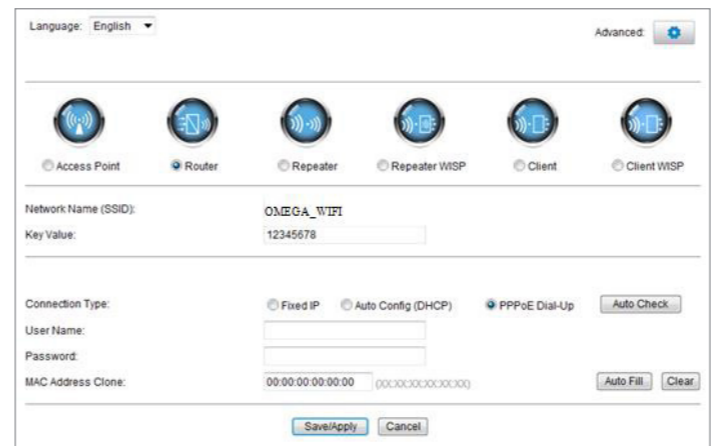 Language: English
Advanced:
Access Point Router Repeater Repeater WISP Client Client WISP
Network Name (SSID): OMEGA_WIFI
Key Value: 12345678
Connection Type: Fixed IP Auto Config (DHCP) PPPoE Dial-Up Auto Check
User Name:
Password:
MAC Address Clone: 00:00:00:00:00:00 (XX:XX:XX:XX:XX:XX) Auto Fill Clear
Save/Apply Cancel